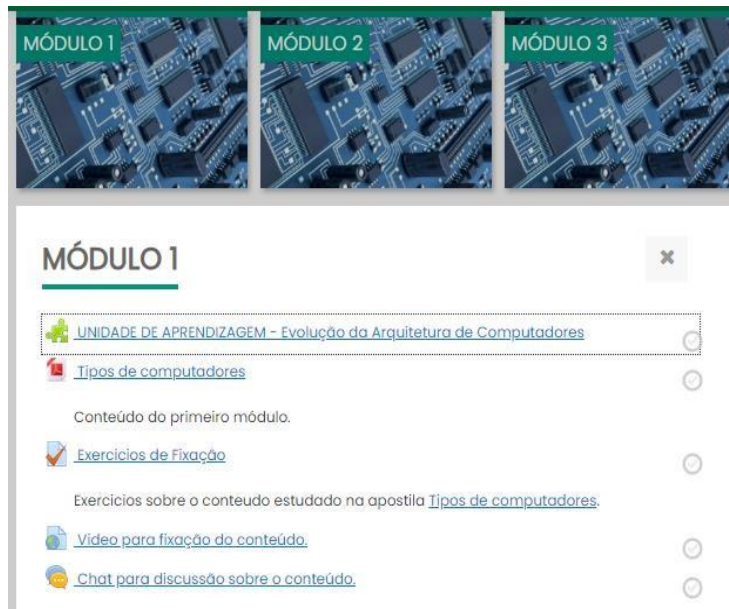 MÓDULO 1
MÓDULO 2
MÓDULO 3
MÓDULO 1
UNIDADE DE APRENDIZAGEM - Evolução da Arquitetura de Computadores
Tipos de computadores
Conteúdo do primeiro módulo.
Exercicios de Fixação
Exercicios sobre o conteudo estudado na apostila Tipos de computadores.
Video para fixação do conteúdo.
Chat para discussão sobre o conteúdo.